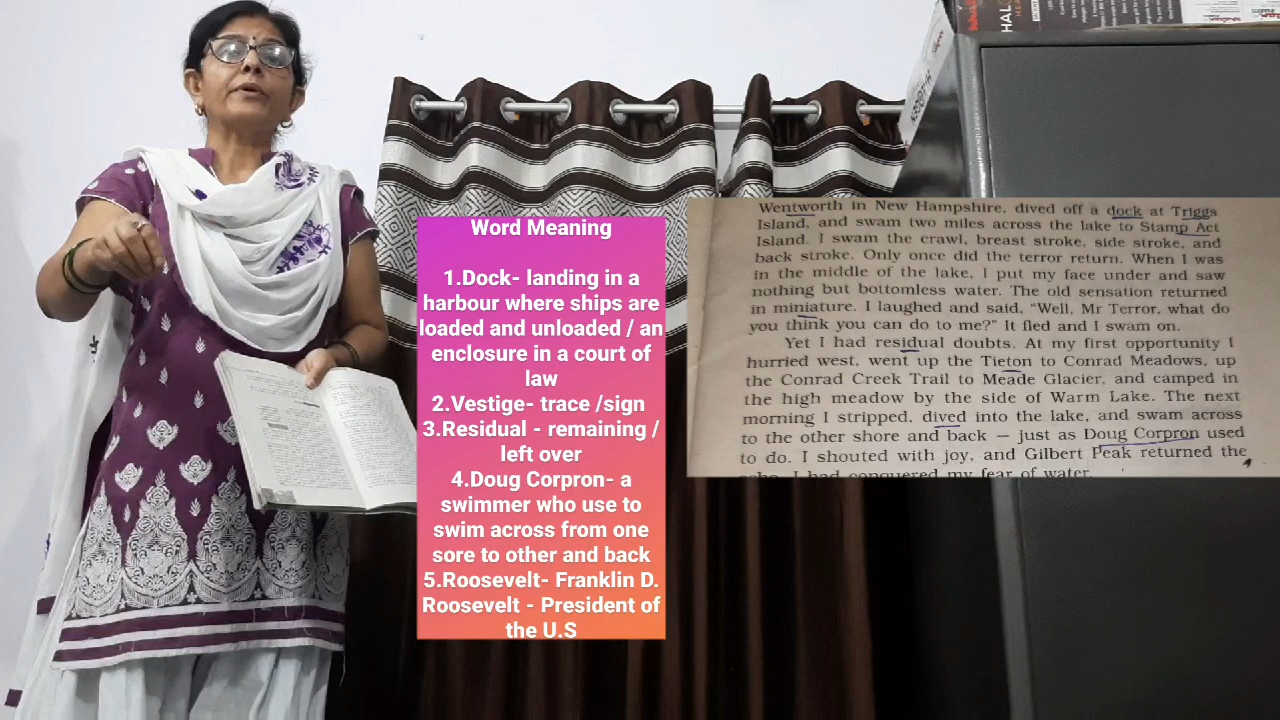 Word Meaning
1.Dock- landing in a
harbour where ships are
loaded and unloaded / an
enclosure in a court of
law
2.Vestige- trace /sign
3.Residual - remaining /
left over
4.Doug Corpron- a
swimmer who use to
swim across from one
sore to other and back
5.Roosevelt- Franklin D.
Roosevelt - President of
the U.S
Wentworth in New Hampshire, dived off a dock at Triggs
Island, and swam two miles across the lake to Stamp Act
Island. I swam the crawl, breast stroke, side stroke, and
back stroke. Only once did the terror return. When I was
in the middle of the lake, I put my face under and saw
nothing but bottomless water. The old sensation returned
in miniature. I laughed and said, “Well, Mr Terror, what do
you think you can do to me?” It fled and I swam on.
Yet I had residual doubts. At my first opportunity I
hurried west, went up the Tieton to Conrad Meadows, up
the Conrad Creek Trail to Meade Glacier, and camped in
the high meadow by the side of Warm Lake. The next
morning I stripped, dived into the lake, and swam across
to the other shore and back — just as Doug Corpron used
to do. I shouted with joy, and Gilbert Peak returned the
I had conquered my fear of water.